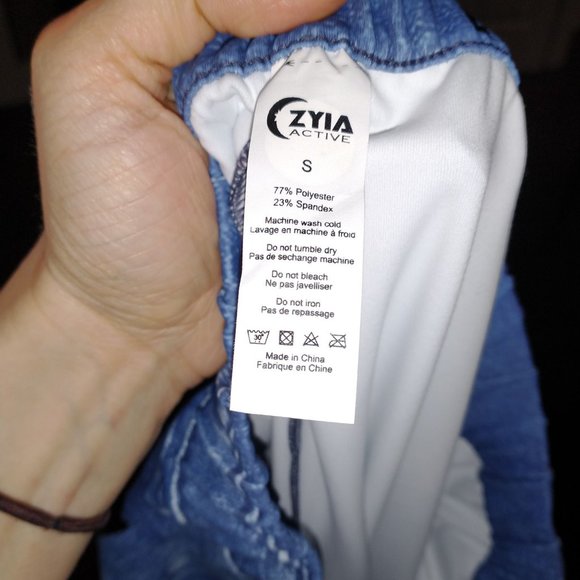 ZYIA
ACTIVE
S
77% Polyester
23% Spandex
Machine wash cold
Lavage en machine à froid
Do not tumble dry
Pas de sechange machine
Do not bleach
Ne pas javelliser
Do not iron
Pas de repassage
30°
Made in China
Fabrique en Chine